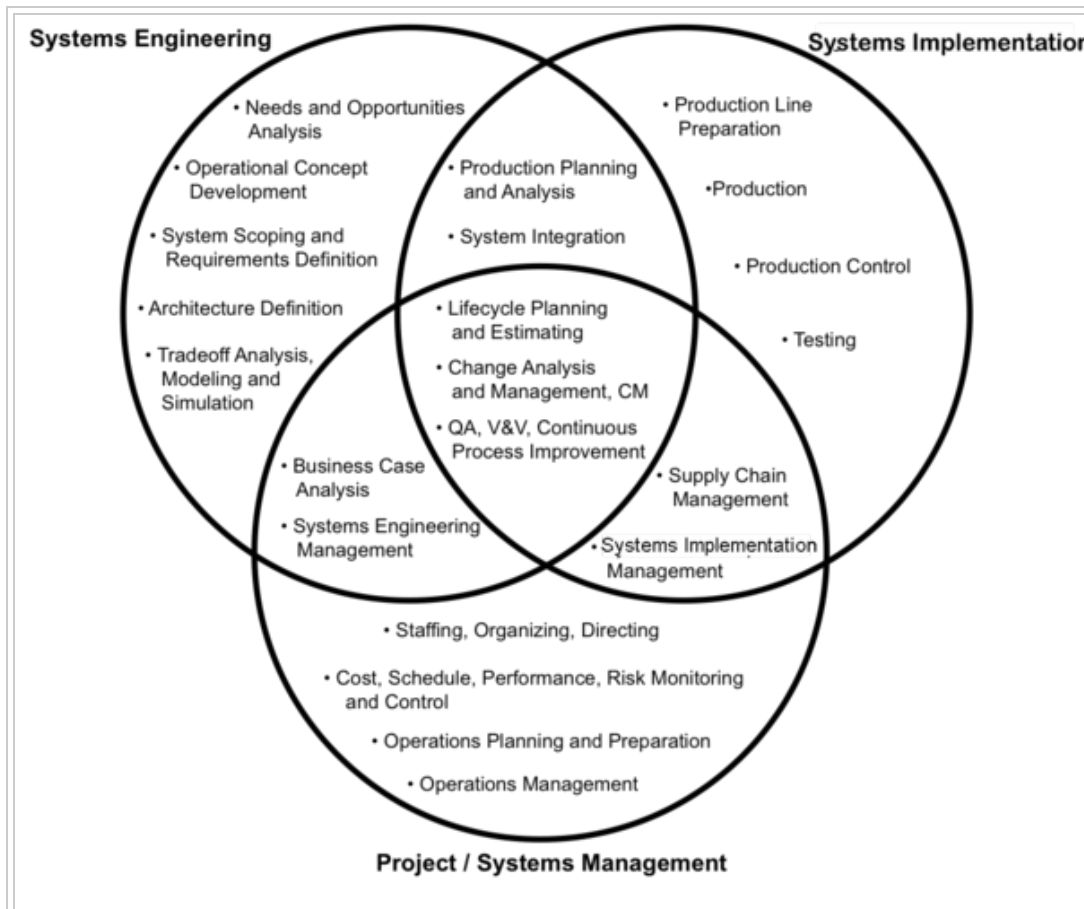 Systems Engineering
Systems Implementation
• Needs and Opportunities
Analysis
• Operational Concept
Development
• System Scoping and
Requirements Definition
• Architecture Definition
• Tradeoff Analysis,
Modeling and
Simulation
• Production Planning
and Analysis
• System Integration
• Production Line
Preparation
• Production
• Production Control
• Testing
• Lifecycle Planning
and Estimating
• Change Analysis
and Management, CM
• QA, V&V, Continuous
Process Improvement
• Business Case
Analysis
• Systems Engineering
Management
• Supply Chain
Management
• Systems Implementation
Management
• Staffing, Organizing, Directing
• Cost, Schedule, Performance, Risk Monitoring
and Control
• Operations Planning and Preparation
• Operations Management
Project / Systems Management